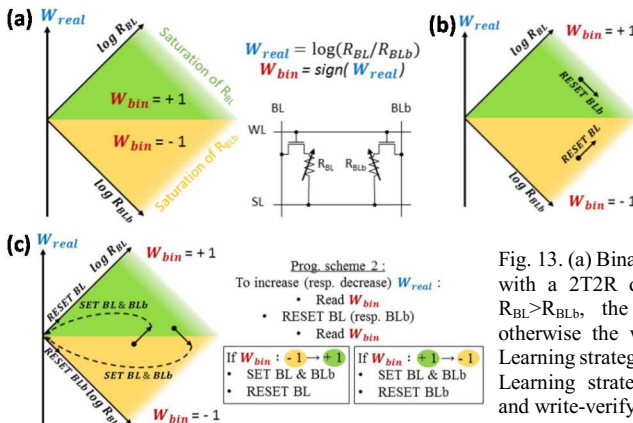 (a)
W_real
log R_BL
Saturation of R_BL
W_bin = + 1
W_bin = - 1
Saturation of R_BLb
log R_BLb
W_real = log(R_BL/R_BLb)
W_bin = sign( W_real )
BL
BLb
WL
R_BL
R_BLb
SL
(b)
W_real
log R_BL
W_bin = + 1
RESET BLb
RESET BL
log R_BLb
W_bin = - 1
(c)
W_real
log R_BL
W_bin = + 1
RESET BL
SET BL & BLb
SET BL & BLb
RESET BLb
log R_BLb
W_bin = - 1
Prog. scheme 2 :
To increase (resp. decrease) W_real :
• Read W_bin
• RESET BL (resp. BLb)
• Read W_bin
If W_bin : - 1 → + 1
• SET BL & BLb
• RESET BL
If W_bin : + 1 → - 1
• SET BL & BLb
• RESET BLb
Fig. 13. (a) Bina
with a 2T2R
R_BL>R_BLb, the
otherwise the
Learning strateg
Learning strate
and write-verify